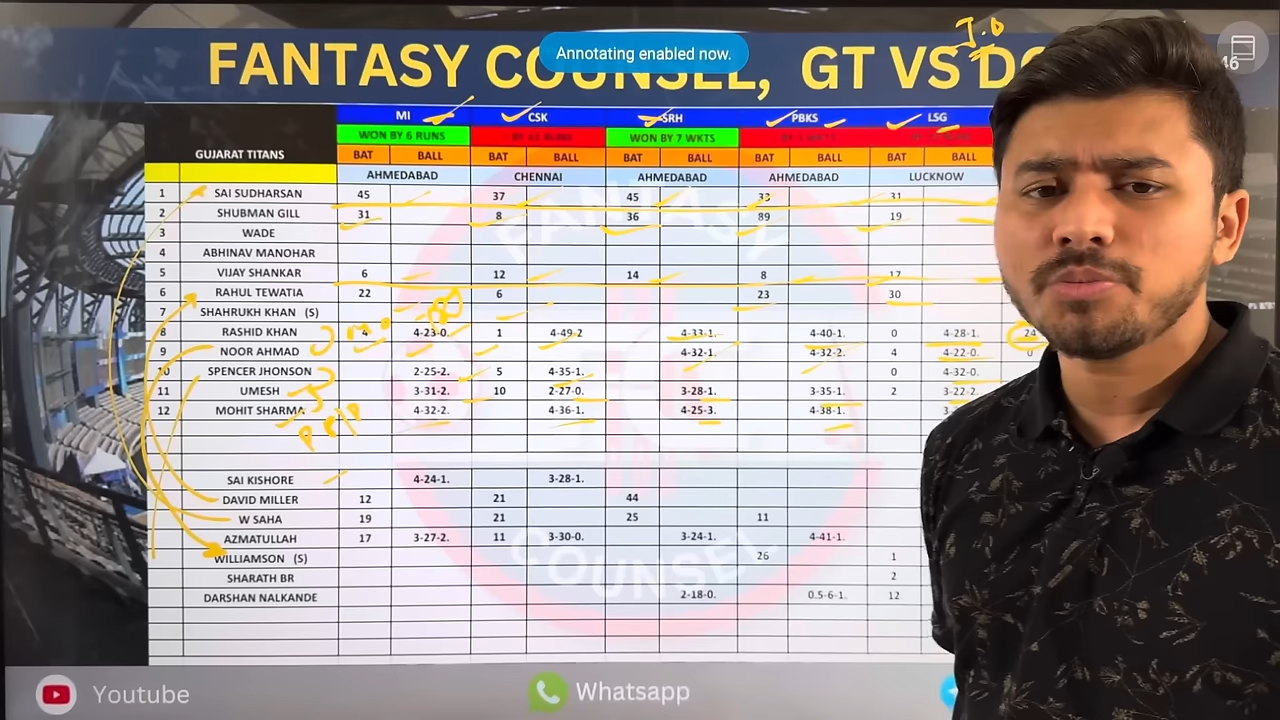 J.D
Annotating enabled now.
46
FANTASY COUNSEL, GT VS DC
MI CSK SRH PBKS LSG
WON BY 6 RUNS WON BY 7 WKTS
GUJARAT TITANS BAT BALL BAT BALL BAT BALL BAT BALL BAT BALL
AHMEDABAD CHENNAI AHMEDABAD AHMEDABAD LUCKNOW
1 SAI SUDHARSAN 45 37 45 33 31
2 SHUBMAN GILL 31 8 36 89 19
3 WADE
4 ABHINAV MANOHAR
5 VIJAY SHANKAR 6 12 14 8 17
6 RAHUL TEWATIA 22 6 23 30
7 SHAHRUKH KHAN (S)
8 RASHID KHAN 4 4-23-0. 1 4-49-2 4-33-1. 4-40-1. 0 4-28-1. 24
9 NOOR AHMAD 4-32-1. 4-32-2. 4 4-22-0. 0
10 SPENCER JHONSON 2-25-2. 5 4-35-1. 0 4-32-0.
11 UMESH 3-31-2. 10 2-27-0. 3-28-1. 3-35-1. 2 3-22-2.
12 MOHIT SHARMA 4-32-2. 4-36-1. 4-25-3. 4-38-1.
PP/D
SAI KISHORE 4-24-1. 3-28-1.
DAVID MILLER 12 21 44
W SAHA 19 21 25 11
AZMATULLAH 17 3-27-2. 11 3-30-0. 3-24-1. 4-41-1.
WILLIAMSON (S) 26 1
SHARATH BR 2
DARSHAN NALKANDE 2-18-0. 0.5-6-1. 12
FANTASY
COUNSEL
Youtube Whatsapp